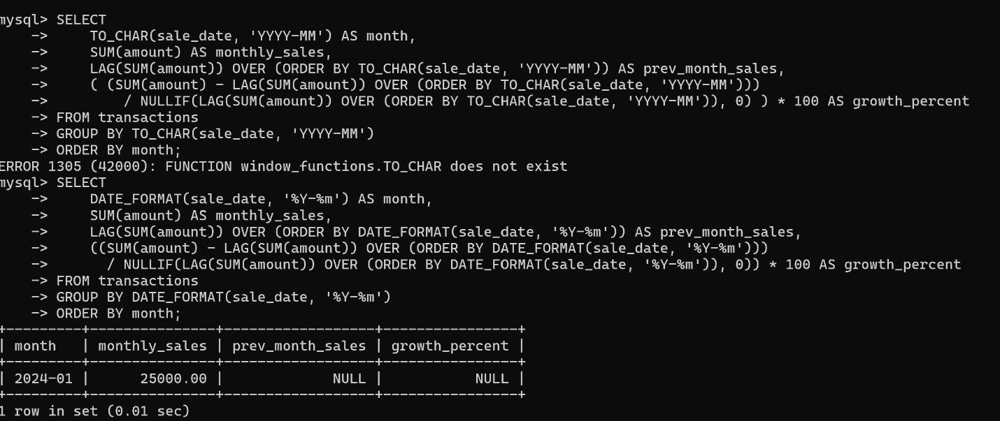 mysql> SELECT
    ->     TO_CHAR(sale_date, 'YYYY-MM') AS month,
    ->     SUM(amount) AS monthly_sales,
    ->     LAG(SUM(amount)) OVER (ORDER BY TO_CHAR(sale_date, 'YYYY-MM')) AS prev_month_sales,
    ->     ( (SUM(amount) - LAG(SUM(amount)) OVER (ORDER BY TO_CHAR(sale_date, 'YYYY-MM')))
    ->         / NULLIF(LAG(SUM(amount)) OVER (ORDER BY TO_CHAR(sale_date, 'YYYY-MM')), 0) ) * 100 AS growth_percent
    -> FROM transactions
    -> GROUP BY TO_CHAR(sale_date, 'YYYY-MM')
    -> ORDER BY month;
ERROR 1305 (42000): FUNCTION window_functions.TO_CHAR does not exist
mysql> SELECT
    ->     DATE_FORMAT(sale_date, '%Y-%m') AS month,
    ->     SUM(amount) AS monthly_sales,
    ->     LAG(SUM(amount)) OVER (ORDER BY DATE_FORMAT(sale_date, '%Y-%m')) AS prev_month_sales,
    ->     ((SUM(amount) - LAG(SUM(amount)) OVER (ORDER BY DATE_FORMAT(sale_date, '%Y-%m')))
    ->       / NULLIF(LAG(SUM(amount)) OVER (ORDER BY DATE_FORMAT(sale_date, '%Y-%m')), 0)) * 100 AS growth_percent
    -> FROM transactions
    -> GROUP BY DATE_FORMAT(sale_date, '%Y-%m')
    -> ORDER BY month;
+---------+---------------+------------------+----------------+
| month   | monthly_sales | prev_month_sales | growth_percent |
+---------+---------------+------------------+----------------+
| 2024-01 |      25000.00 |             NULL |           NULL |
+---------+---------------+------------------+----------------+
1 row in set (0.01 sec)